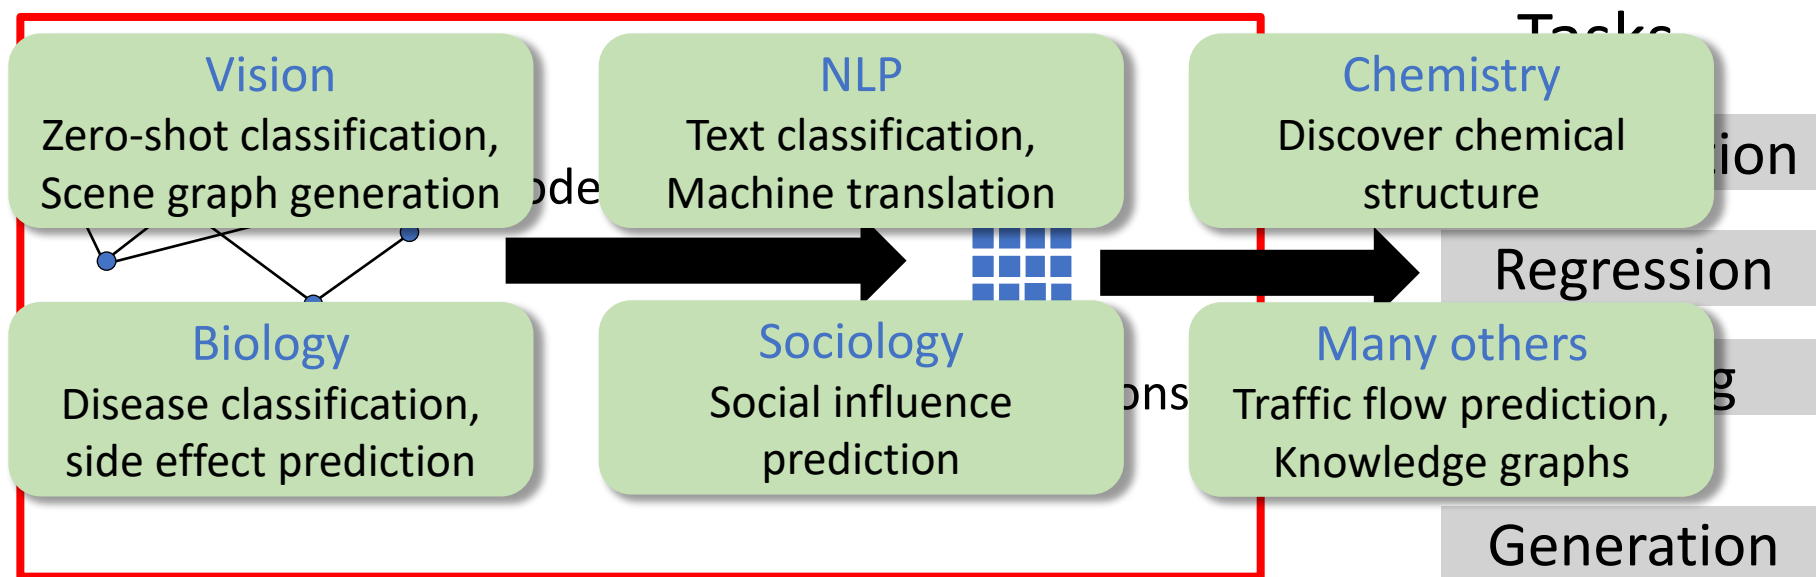 Tasks
Vision
Zero-shot classification,
Scene graph generation
NLP
Text classification,
Machine translation
Chemistry
Discover chemical
structure
Regression
Biology
Disease classification,
side effect prediction
Sociology
Social influence
prediction
Many others
Traffic flow prediction,
Knowledge graphs
Generation